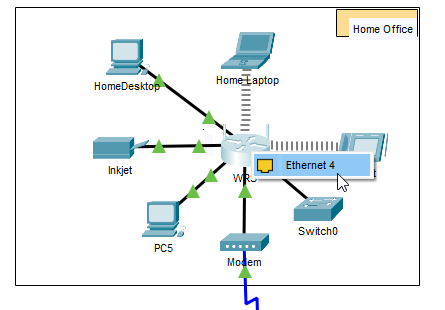 Home Office
HomeDesktop
Home Laptop
Inkjet
Ethernet 4
PC5
Switch0
Modem